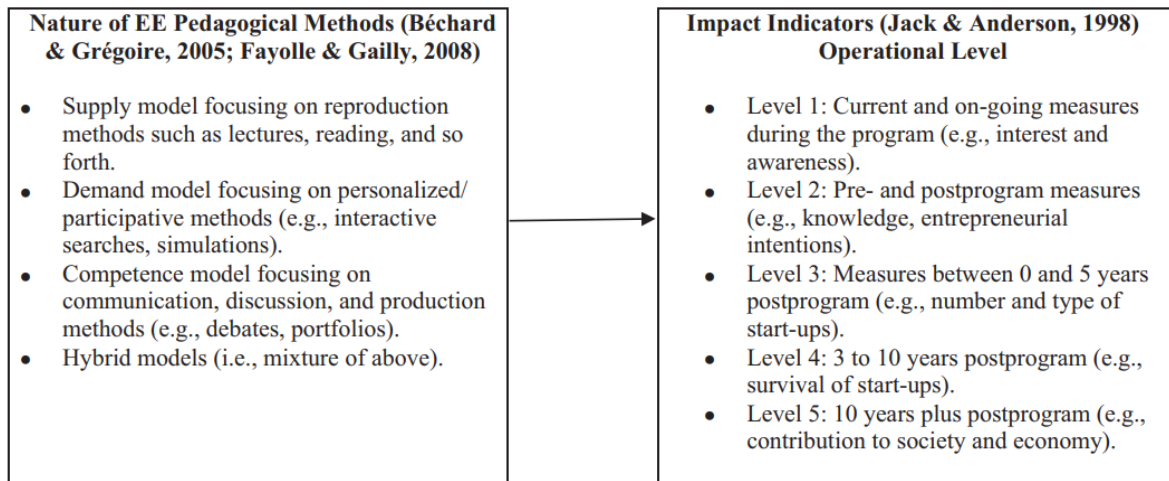 Nature of EE Pedagogical Methods (Béchard
& Grégoire, 2005; Fayolle & Gailly, 2008)
● Supply model focusing on reproduction
methods such as lectures, reading, and so
forth.
● Demand model focusing on personalized/
participative methods (e.g., interactive
searches, simulations).
● Competence model focusing on
communication, discussion, and production
methods (e.g., debates, portfolios).
● Hybrid models (i.e., mixture of above).
Impact Indicators (Jack & Anderson, 1998)
Operational Level
● Level 1: Current and on-going measures
during the program (e.g., interest and
awareness).
● Level 2: Pre- and postprogram measures
(e.g., knowledge, entrepreneurial
intentions).
● Level 3: Measures between 0 and 5 years
postprogram (e.g., number and type of
start-ups).
● Level 4: 3 to 10 years postprogram (e.g.,
survival of start-ups).
● Level 5: 10 years plus postprogram (e.g.,
contribution to society and economy).